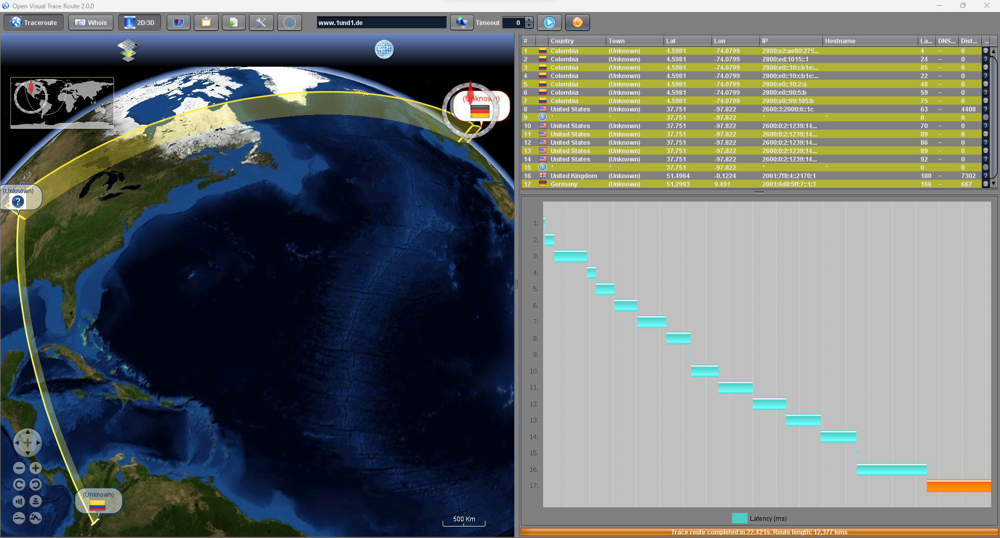 Open Visual Trace Route 2.0.0
Traceroute Whois 2D/3D www.1und1.de Timeout 0
# Country Town Lat Lon IP Hostname La... DNS... Dist... ...
1 Colombia (Unknown) 4.5981 -74.0799 2800:e2:ae80:275... 4 ~ 0
2 Colombia (Unknown) 4.5981 -74.0799 2800:ed:1015::1 24 ~ 0
3 Colombia (Unknown) 4.5981 -74.0799 2800:e0::10:cb1e:... 85 ~ 0
4 Colombia (Unknown) 4.5981 -74.0799 2800:e0::10:cb1e:... 22 ~ 0
5 Colombia (Unknown) 4.5981 -74.0799 2800:e0::10:2:a 48 ~ 0
6 Colombia (Unknown) 4.5981 -74.0799 2800:e0::90:5:b 59 ~ 0
7 Colombia (Unknown) 4.5981 -74.0799 2800:e0::99:105:b 75 ~ 0
8 United States (Unknown) 37.751 -97.822 2600:3:2000:6::1c 63 ~ 4408
9 * * 37.751 -97.822 * * 0 0
10 United States (Unknown) 37.751 -97.822 2600:0:2:1239:14... 70 ~ 0
11 United States (Unknown) 37.751 -97.822 2600:0:2:1239:14... 89 ~ 0
12 United States (Unknown) 37.751 -97.822 2600:0:2:1239:14... 86 ~ 0
13 United States (Unknown) 37.751 -97.822 2600:0:2:1239:14... 89 ~ 0
14 United States (Unknown) 37.751 -97.822 2600:0:2:1239:14... 92 ~ 0
15 * * 37.751 -97.822 * * 0 0
16 United Kingdom (Unknown) 51.4964 -0.1224 2001:7f8:4::2170:1 180 ~ 7302
17 Germany (Unknown) 51.2993 9.491 2001:8d8:5ff:7::1:3 166 ~ 667
(Unknown)
(Unknown)
?
(Unknown)
500 Km
1.
2.
3.
4.
5.
6.
7.
8.
9.
10.
11.
12.
13.
14.
15.
16.
17.
Latency (ms)
Trace route completed in 22.421s. Route length: 12,377 kms